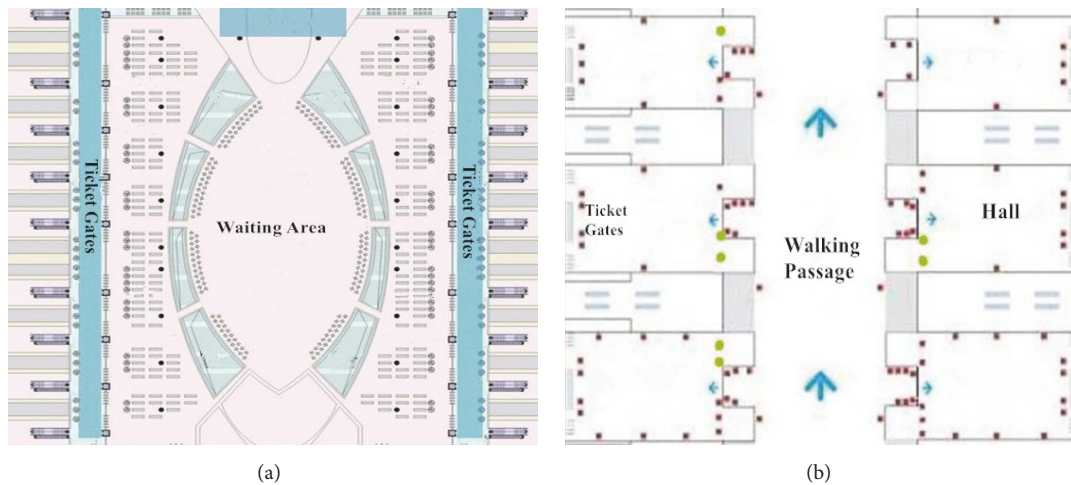 Ticket Gates
Waiting Area
Ticket Gates
(a)
Ticket
Gates
Walking
Passage
Hall
(b)